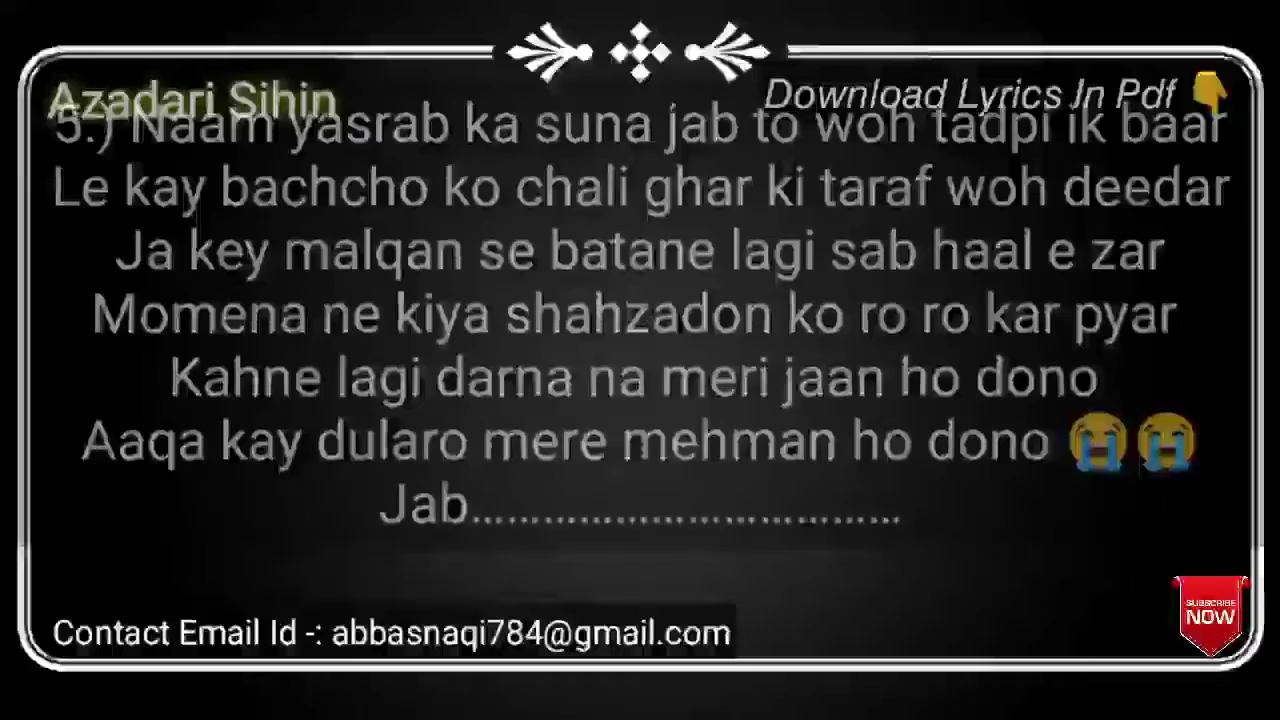 Azadari Sihin
Download Lyrics In Pdf 👇
5.) Naam yasrab ka suna jab to woh tadpi ik baar
Le kay bachcho ko chali ghar ki taraf woh deedar
Ja key malqan se batane lagi sab haal e zar
Momena ne kiya shahzadon ko ro ro kar pyar
Kahne lagi darna na meri jaan ho dono
Aaqa kay dularo mere mehman ho dono 😭😭
Jab....................................
Contact Email Id -: abbasnaqi784@gmail.com
SUBSCRIBE
NOW